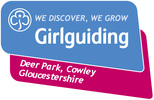 WE DISCOVER, WE GROW
Girlguiding
Deer Park, Cowley
Gloucestershire